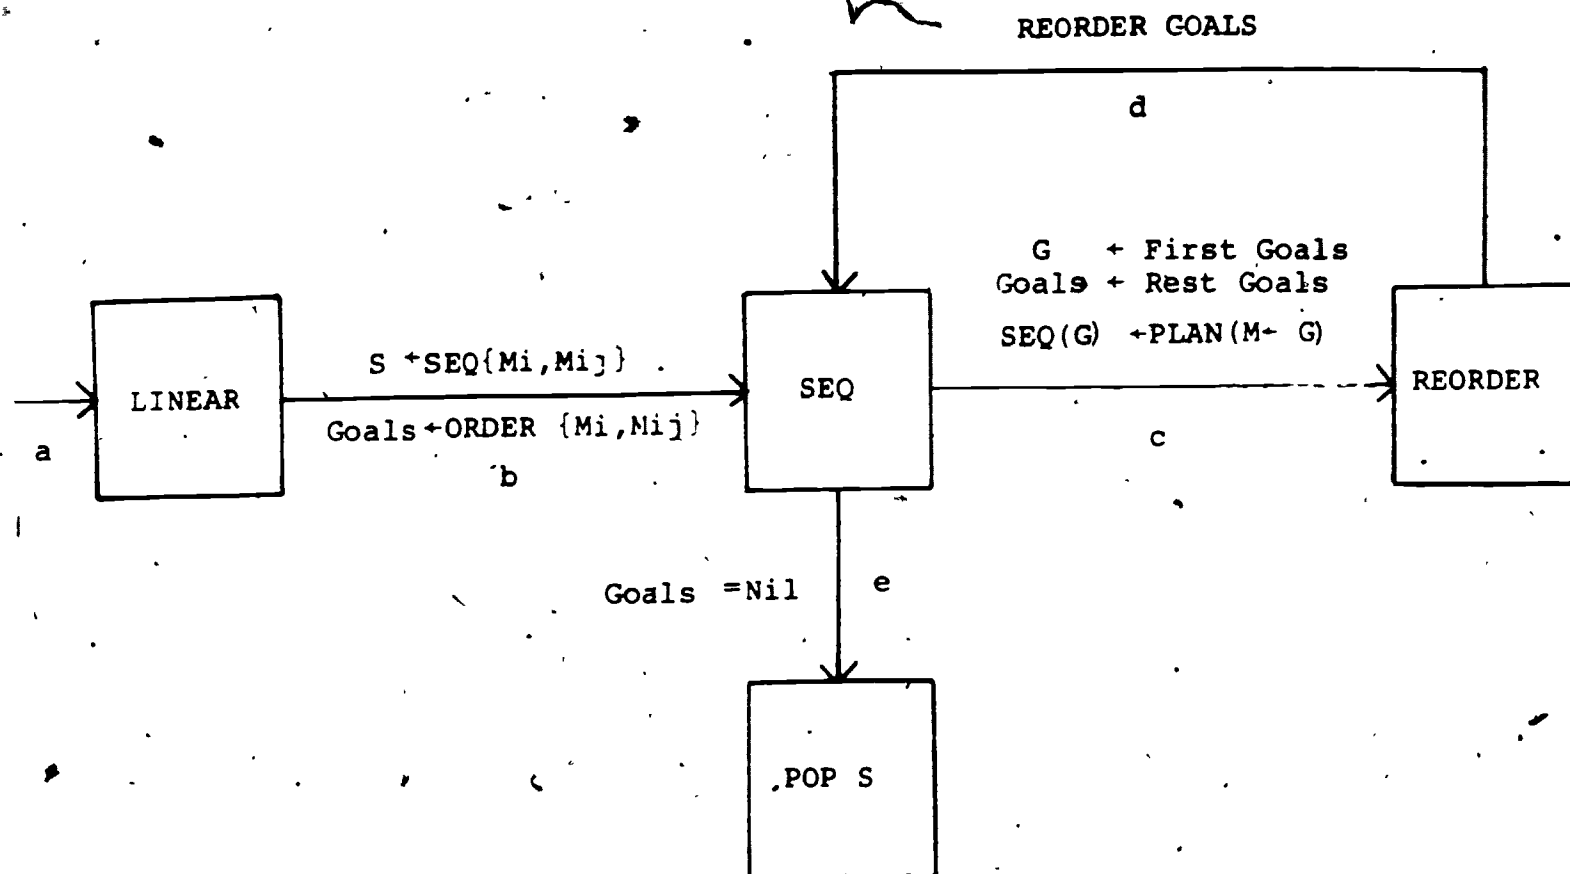 REORDER GOALS
d
G ← First Goals
Goals ← Rest Goals
SEQ(G) ←PLAN(M← G)
S ←SEQ{Mi,Mij}
LINEAR
SEQ
REORDER
Goals←ORDER {Mi,Mij}
a
b
c
Goals =Nil
e
POP S